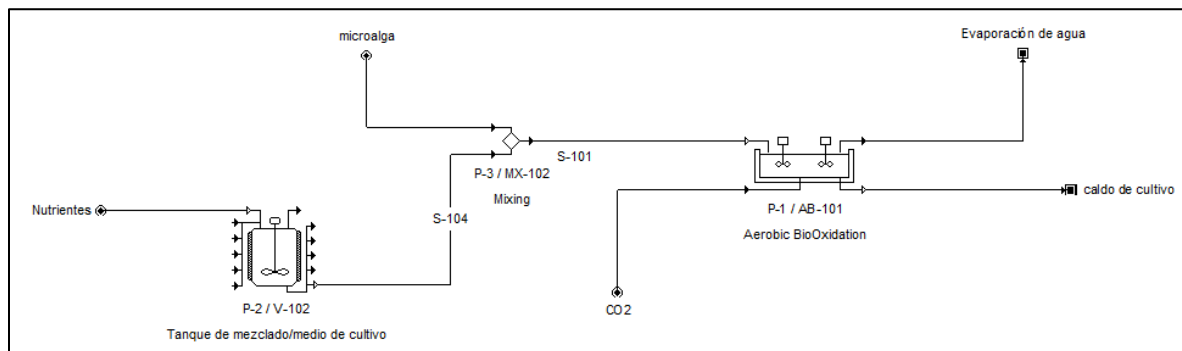 microalga
Evaporación de agua
S-101
P-3 / MX-102
Mixing
caldo de cultivo
Nutrientes
S-104
P-1 / AB-101
Aerobic BioOxidation
P-2 / V-102
CO2
Tanque de mezclado/medio de cultivo